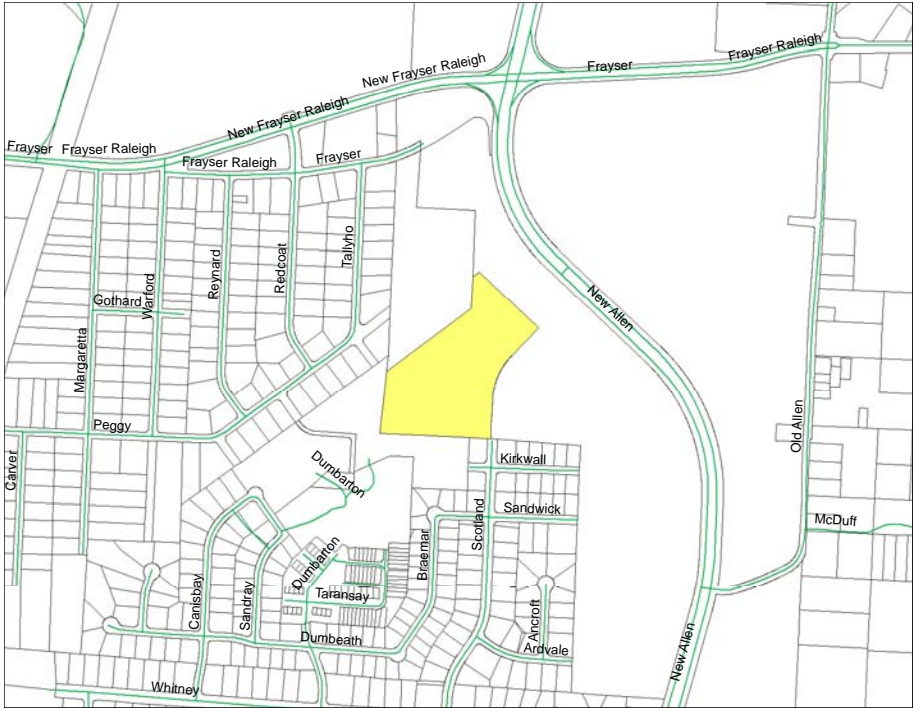 Frayser Raleigh
New Frayser Raleigh
Frayser
New Frayser Raleigh
Frayser
Frayser Raleigh
Frayser Raleigh
Frayser
Tallyho
Redcoat
Reynard
Warford
Gothard
New Allen
Margaretta
Old Allen
Peggy
Carver
Kirkwall
Dumbarton
Sandwick
Scotland
McDuff
Braemar
Dumbarton
Canisbay
Sandray
Taransay
Ancroft
Dumbeath
Ardvale
New Allen
Whitney